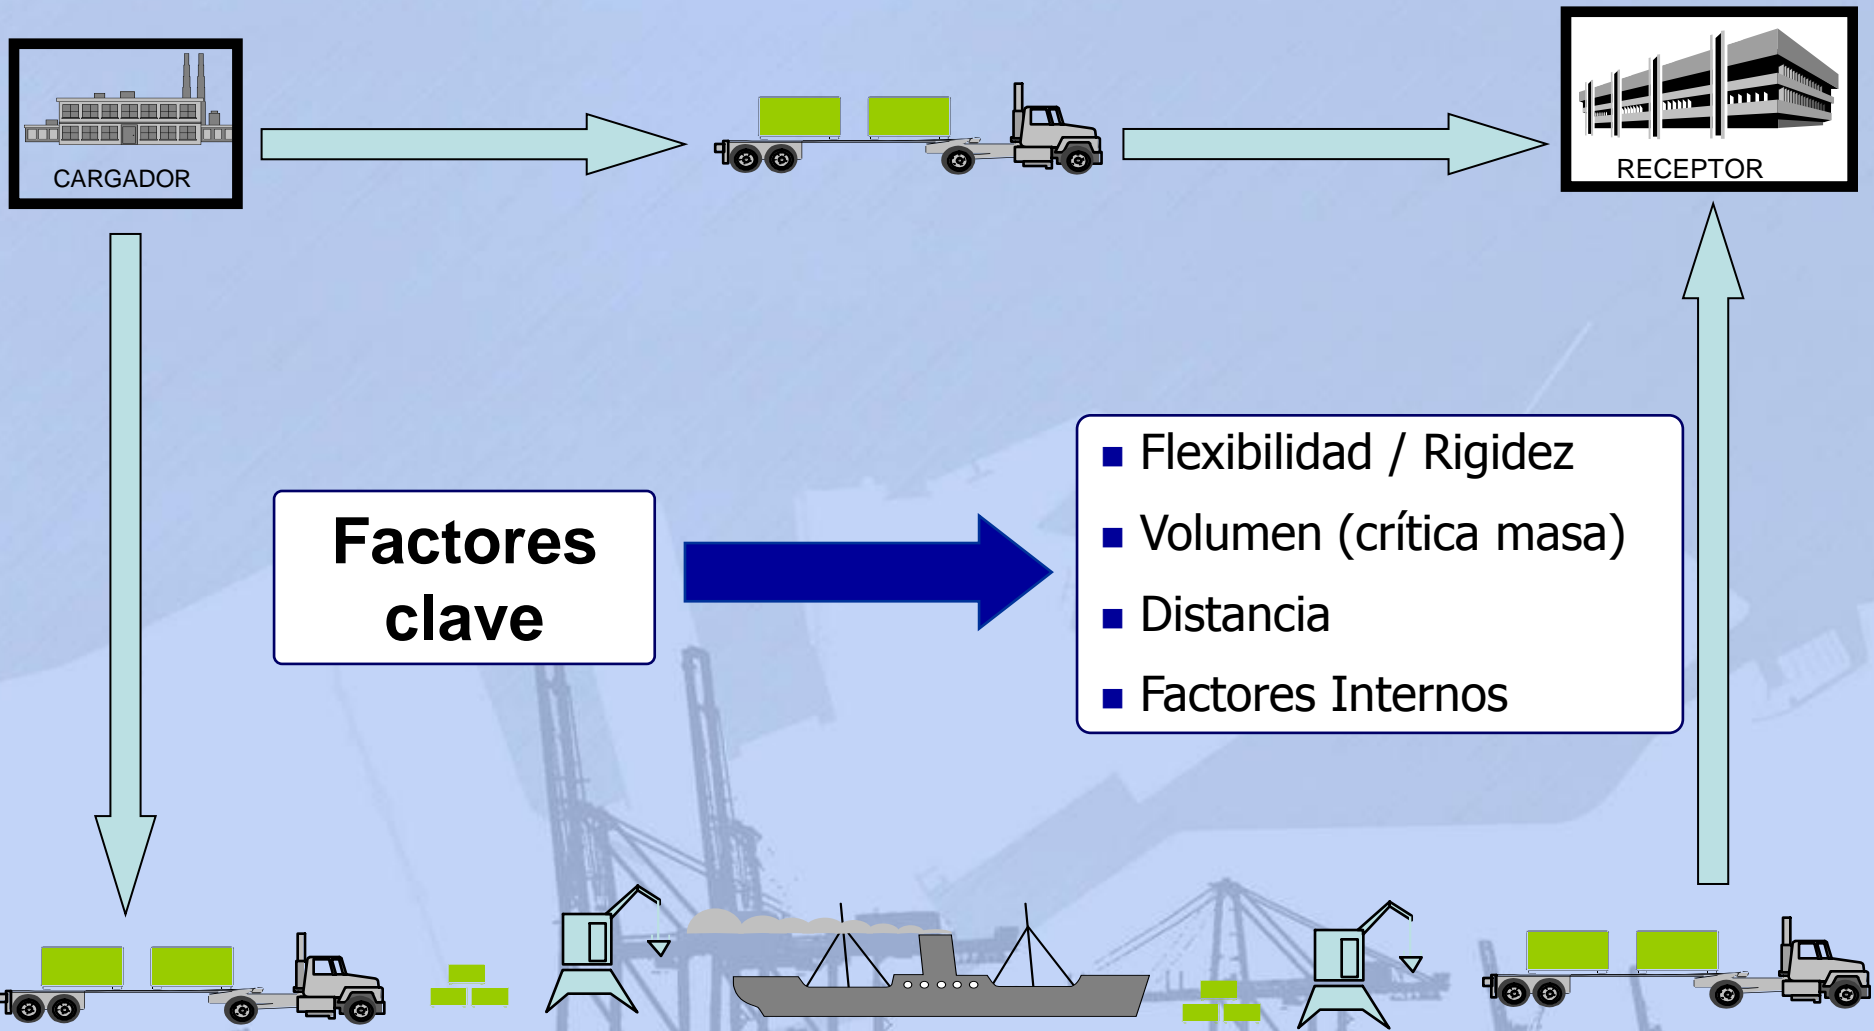 CARGADOR
RECEPTOR
Factores
clave
Flexibilidad / Rigidez
Volumen (crítica masa)
Distancia
Factores Internos